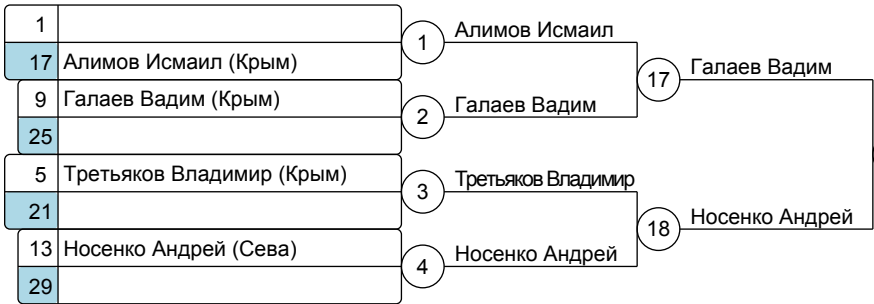 1
17 Алимов Исмаил (Крым)
1 Алимов Исмаил
9 Галаев Вадим (Крым)
25
2 Галаев Вадим
17 Галаев Вадим
5 Третьяков Владимир (Крым)
21
3 Третьяков Владимир
13 Носенко Андрей (Сева)
29
4 Носенко Андрей
18 Носенко Андрей